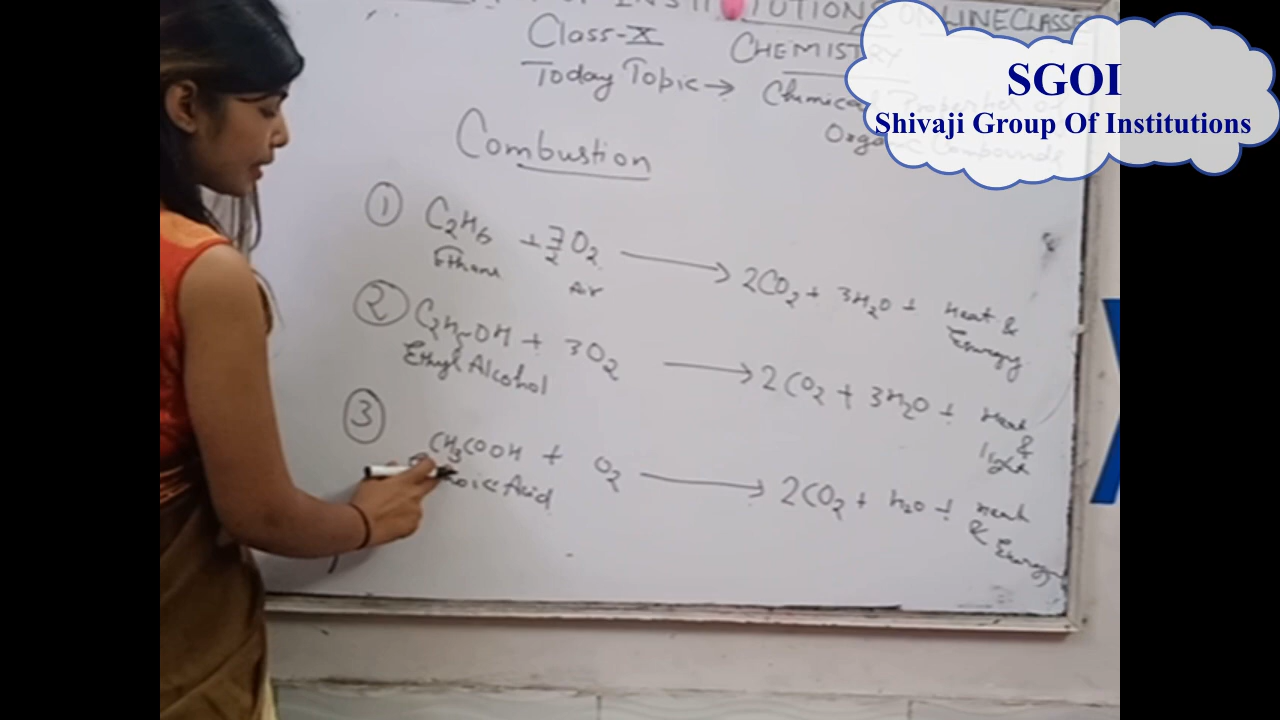 INSTITUTIONS ONLINE CLASSES
SGOI
Shivaji Group Of Institutions
Class-X CHEMISTRY
Today Topic → Chemical Properties of
Organic Compounds
Combustion
① C₂H₆ + 7/2 O₂ ⟶ 2CO₂ + 3H₂O + Heat &
Ethane Air Energy
② C₂H₅OH + 3O₂ ⟶ 2CO₂ + 3H₂O + Heat
Ethyl Alcohol & light
③ CH₃COOH + O₂ ⟶ 2CO₂ + H₂O + Heat
Acid & Energy